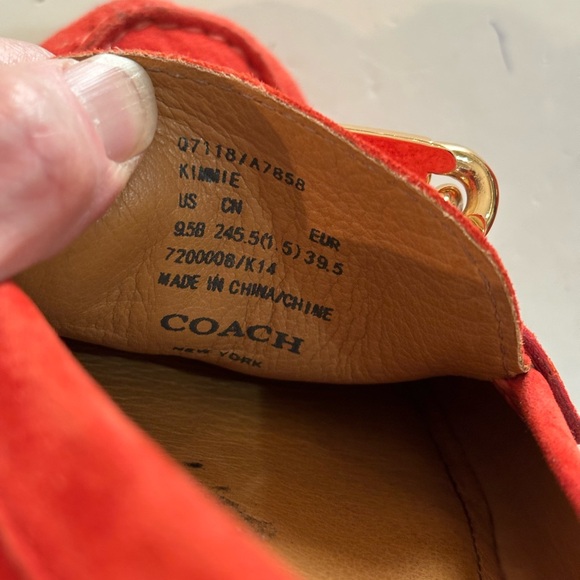 Q7118/A7858
KIMMIE
US CN EUR
9.5B 245.5(1.5) 39.5
7200008/K14
MADE IN CHINA/CHINE
COACH
NEW YORK